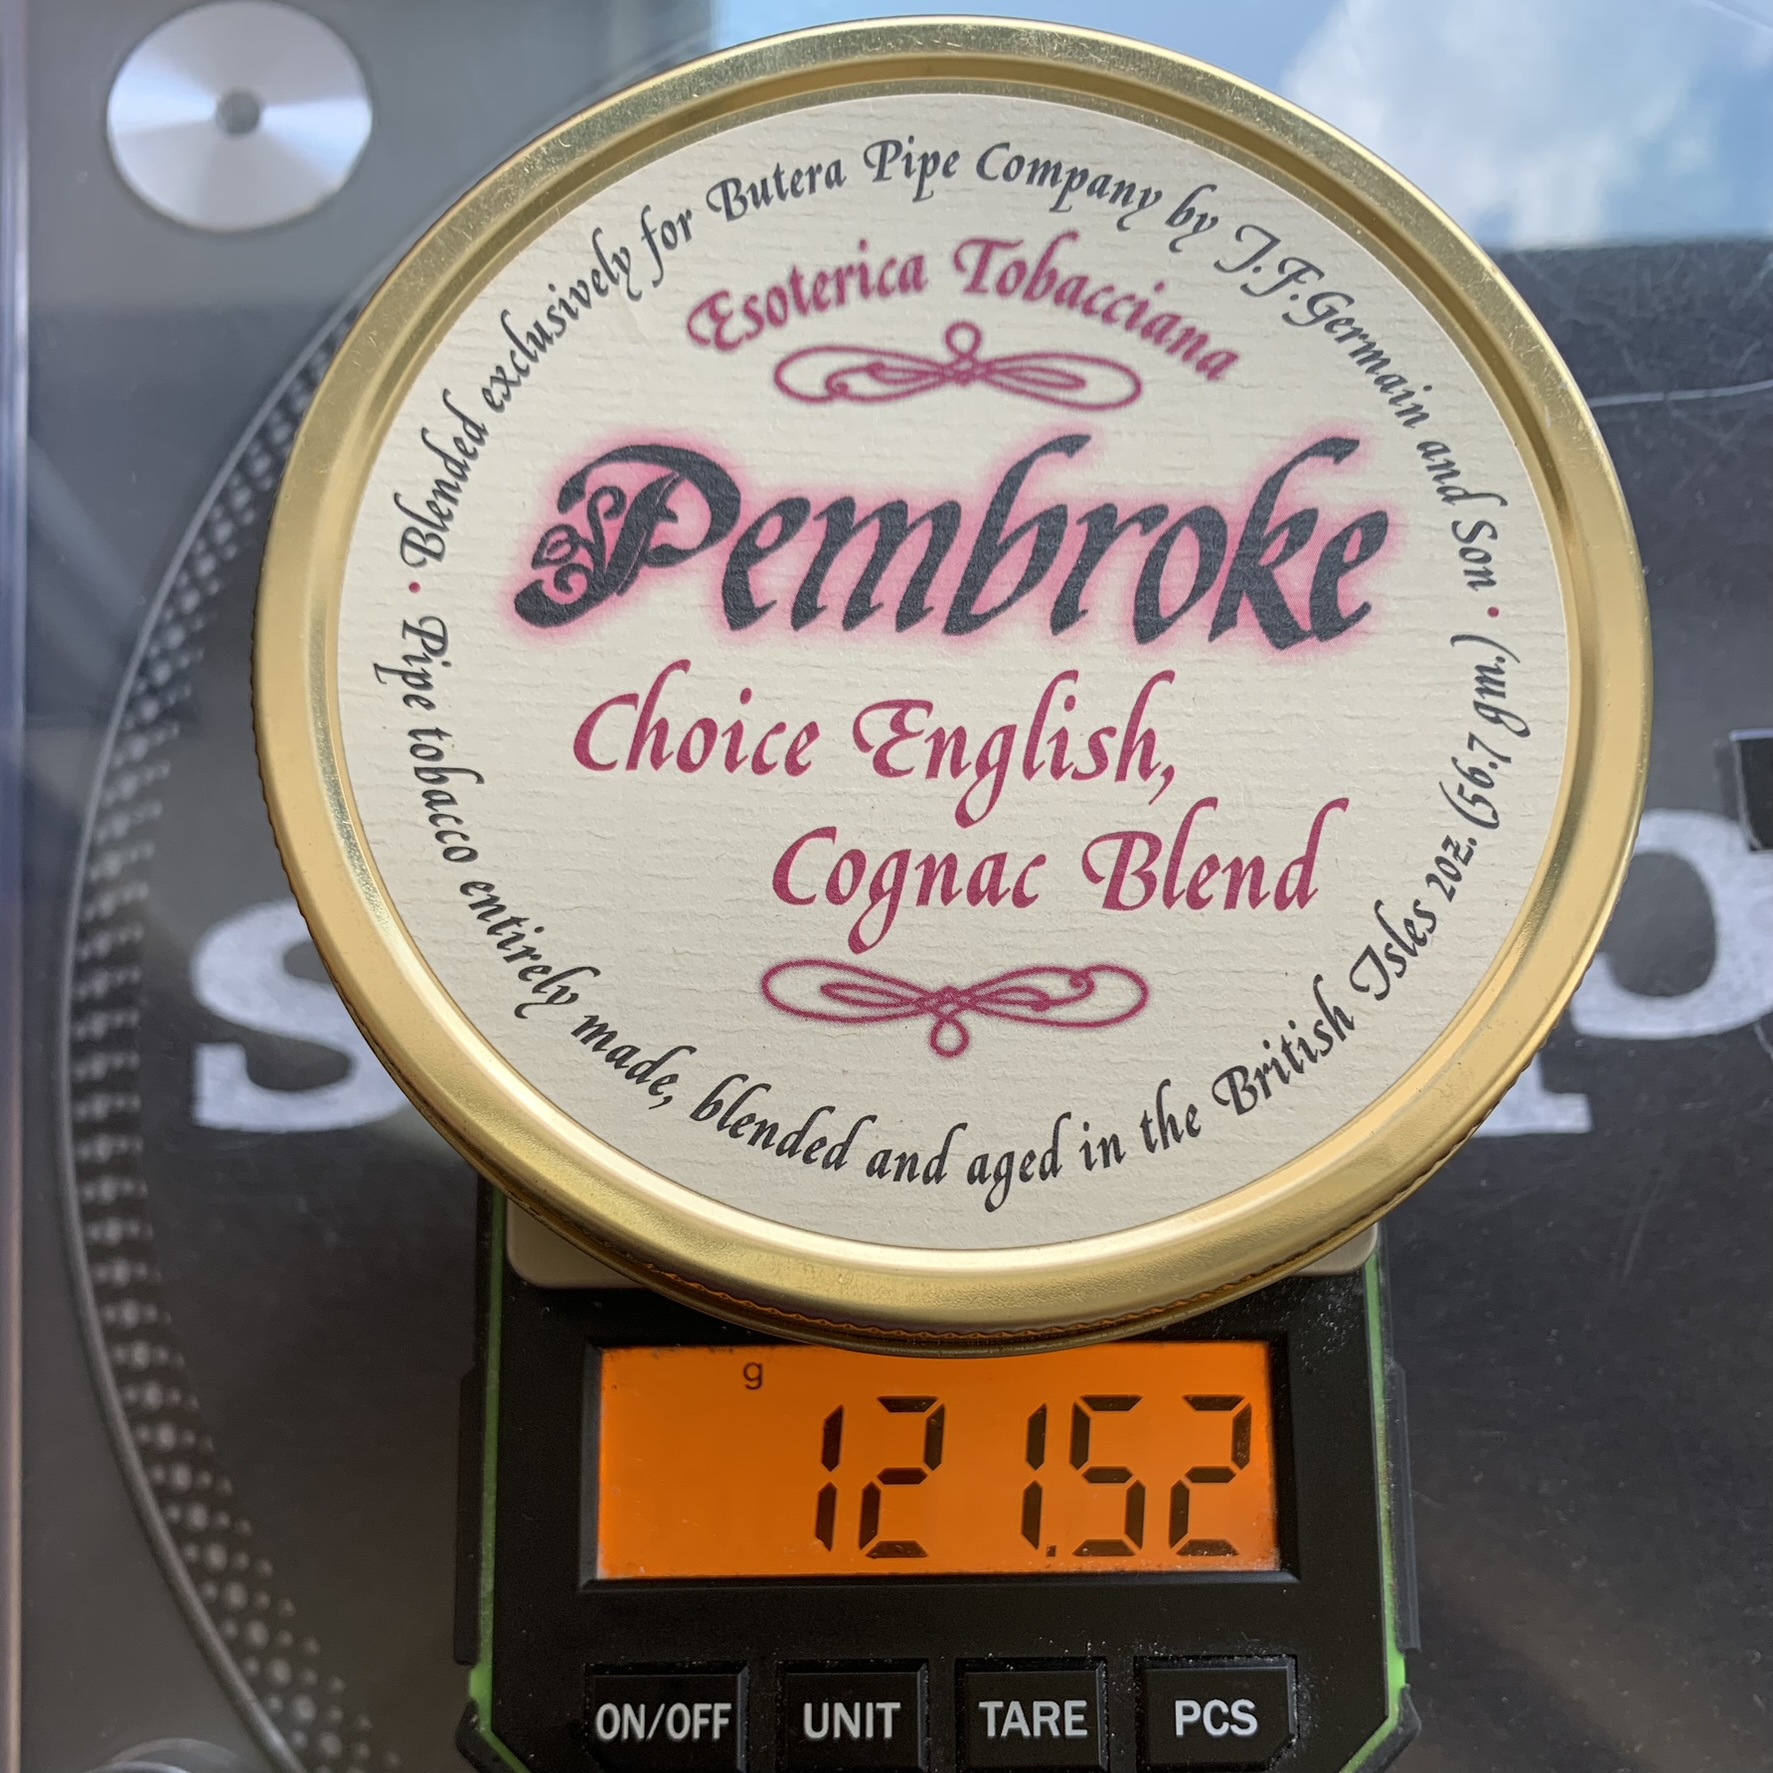 · Blended exclusively for Butera Pipe Company by J.F.Germain and Son ·
Esoterica Tobacciana
Pembroke
Choice English,
Cognac Blend
Pipe tobacco entirely made, blended and aged in the British Isles 2oz. (56.7 gm.)
g
121.52
ON/OFF UNIT TARE PCS